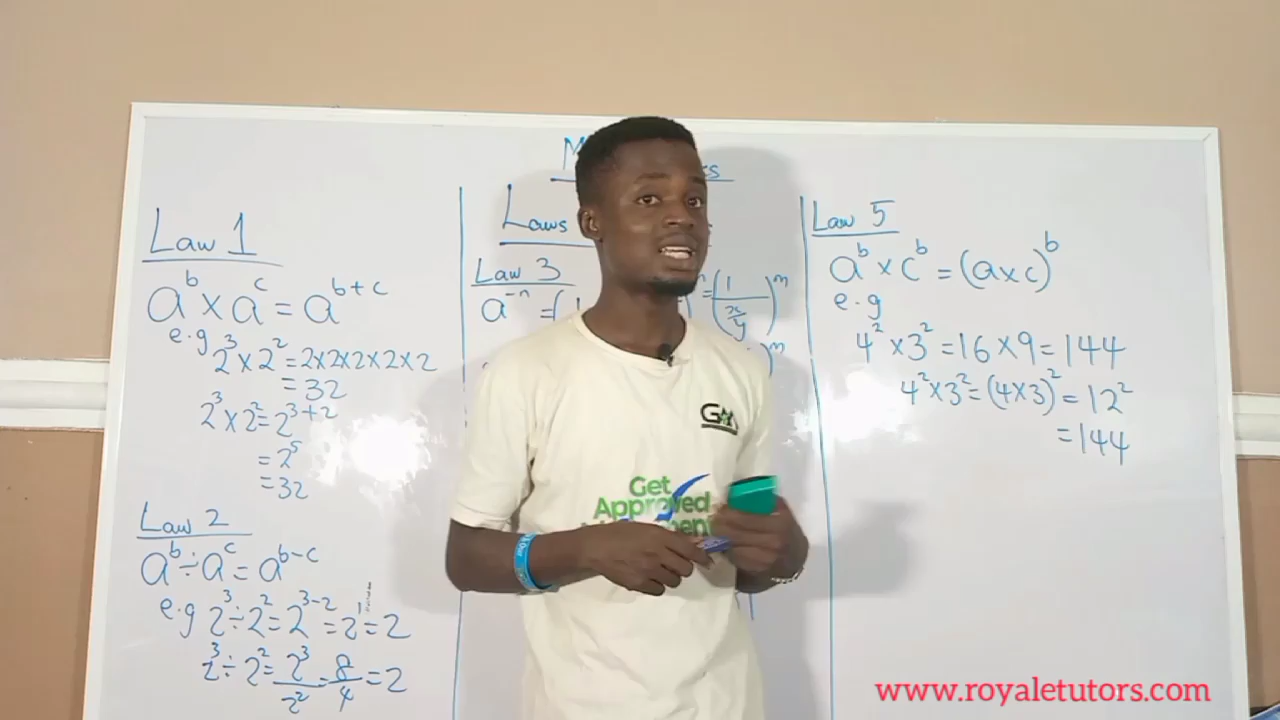 Laws
Law 1
a^b × a^c = a^{b+c}
e.g
2^3 × 2^2 = 2×2×2×2×2
= 32
2^3 × 2^2 = 2^{3+2}
= 2^5
= 32
Law 2
a^b ÷ a^c = a^{b-c}
e.g 2^3 ÷ 2^2 = 2^{3-2} = 2^1 = 2
2^3 ÷ 2^2 = 2^3/2^2 = 8/4 = 2
Law 3
a^{-n} = (1
= (1/(x/y))^m
)^m
Law 5
a^b × c^b = (a×c)^b
e.g
4^2 × 3^2 = 16 × 9 = 144
4^2 × 3^2 = (4×3)^2 = 12^2
= 144
GA
Get
Approved
www.royaletutors.com